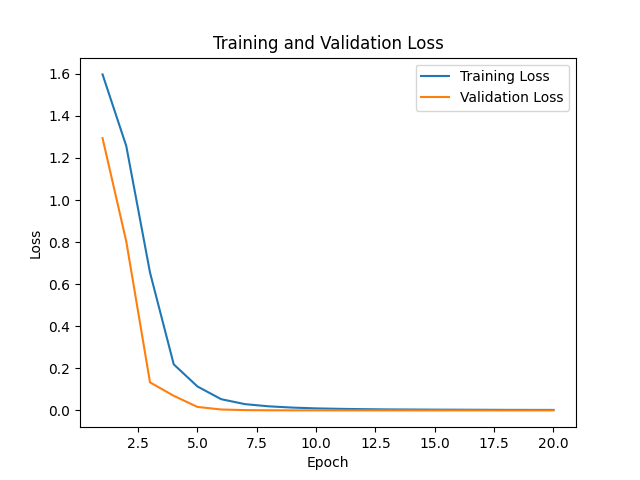 Training and Validation Loss
Training Loss
Validation Loss
1.6
1.4
1.2
1.0
0.8
0.6
0.4
0.2
0.0
Loss
2.5 5.0 7.5 10.0 12.5 15.0 17.5 20.0
Epoch